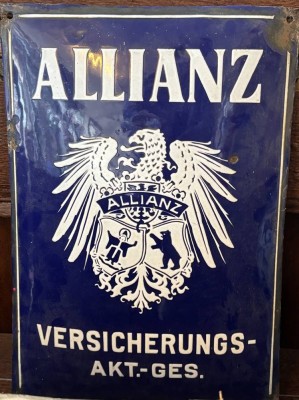 ALLIANZ
ALLIANZ
VERSICHERUNGS-
AKT.-GES.